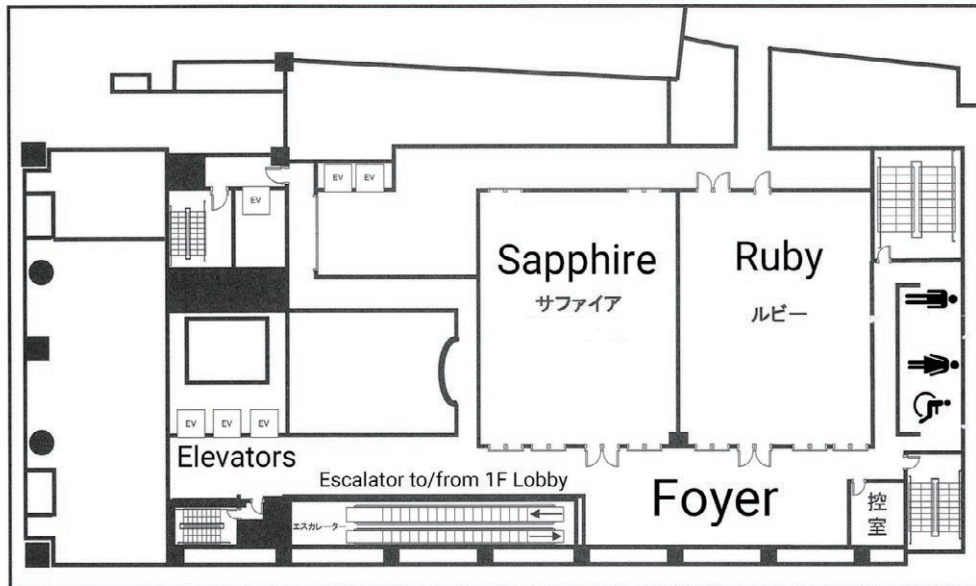 EV
EV
EV
Sapphire
サファイア
Ruby
ルビー
EV
EV
EV
Elevators
Escalator to/from 1F Lobby
エスカレーター
Foyer
控
室